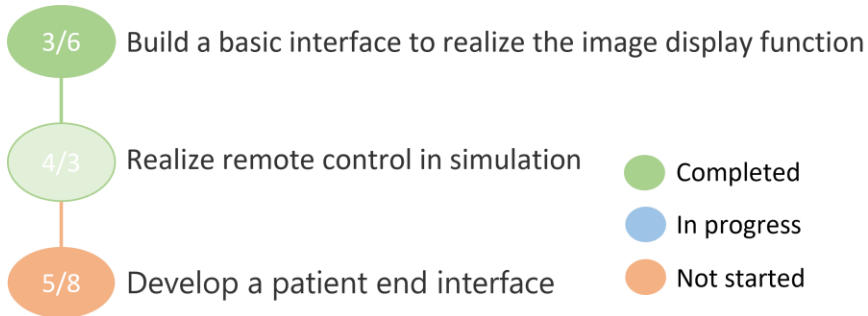 3/6 Build a basic interface to realize the image display function
4/3 Realize remote control in simulation
5/8 Develop a patient end interface
Completed
In progress
Not started